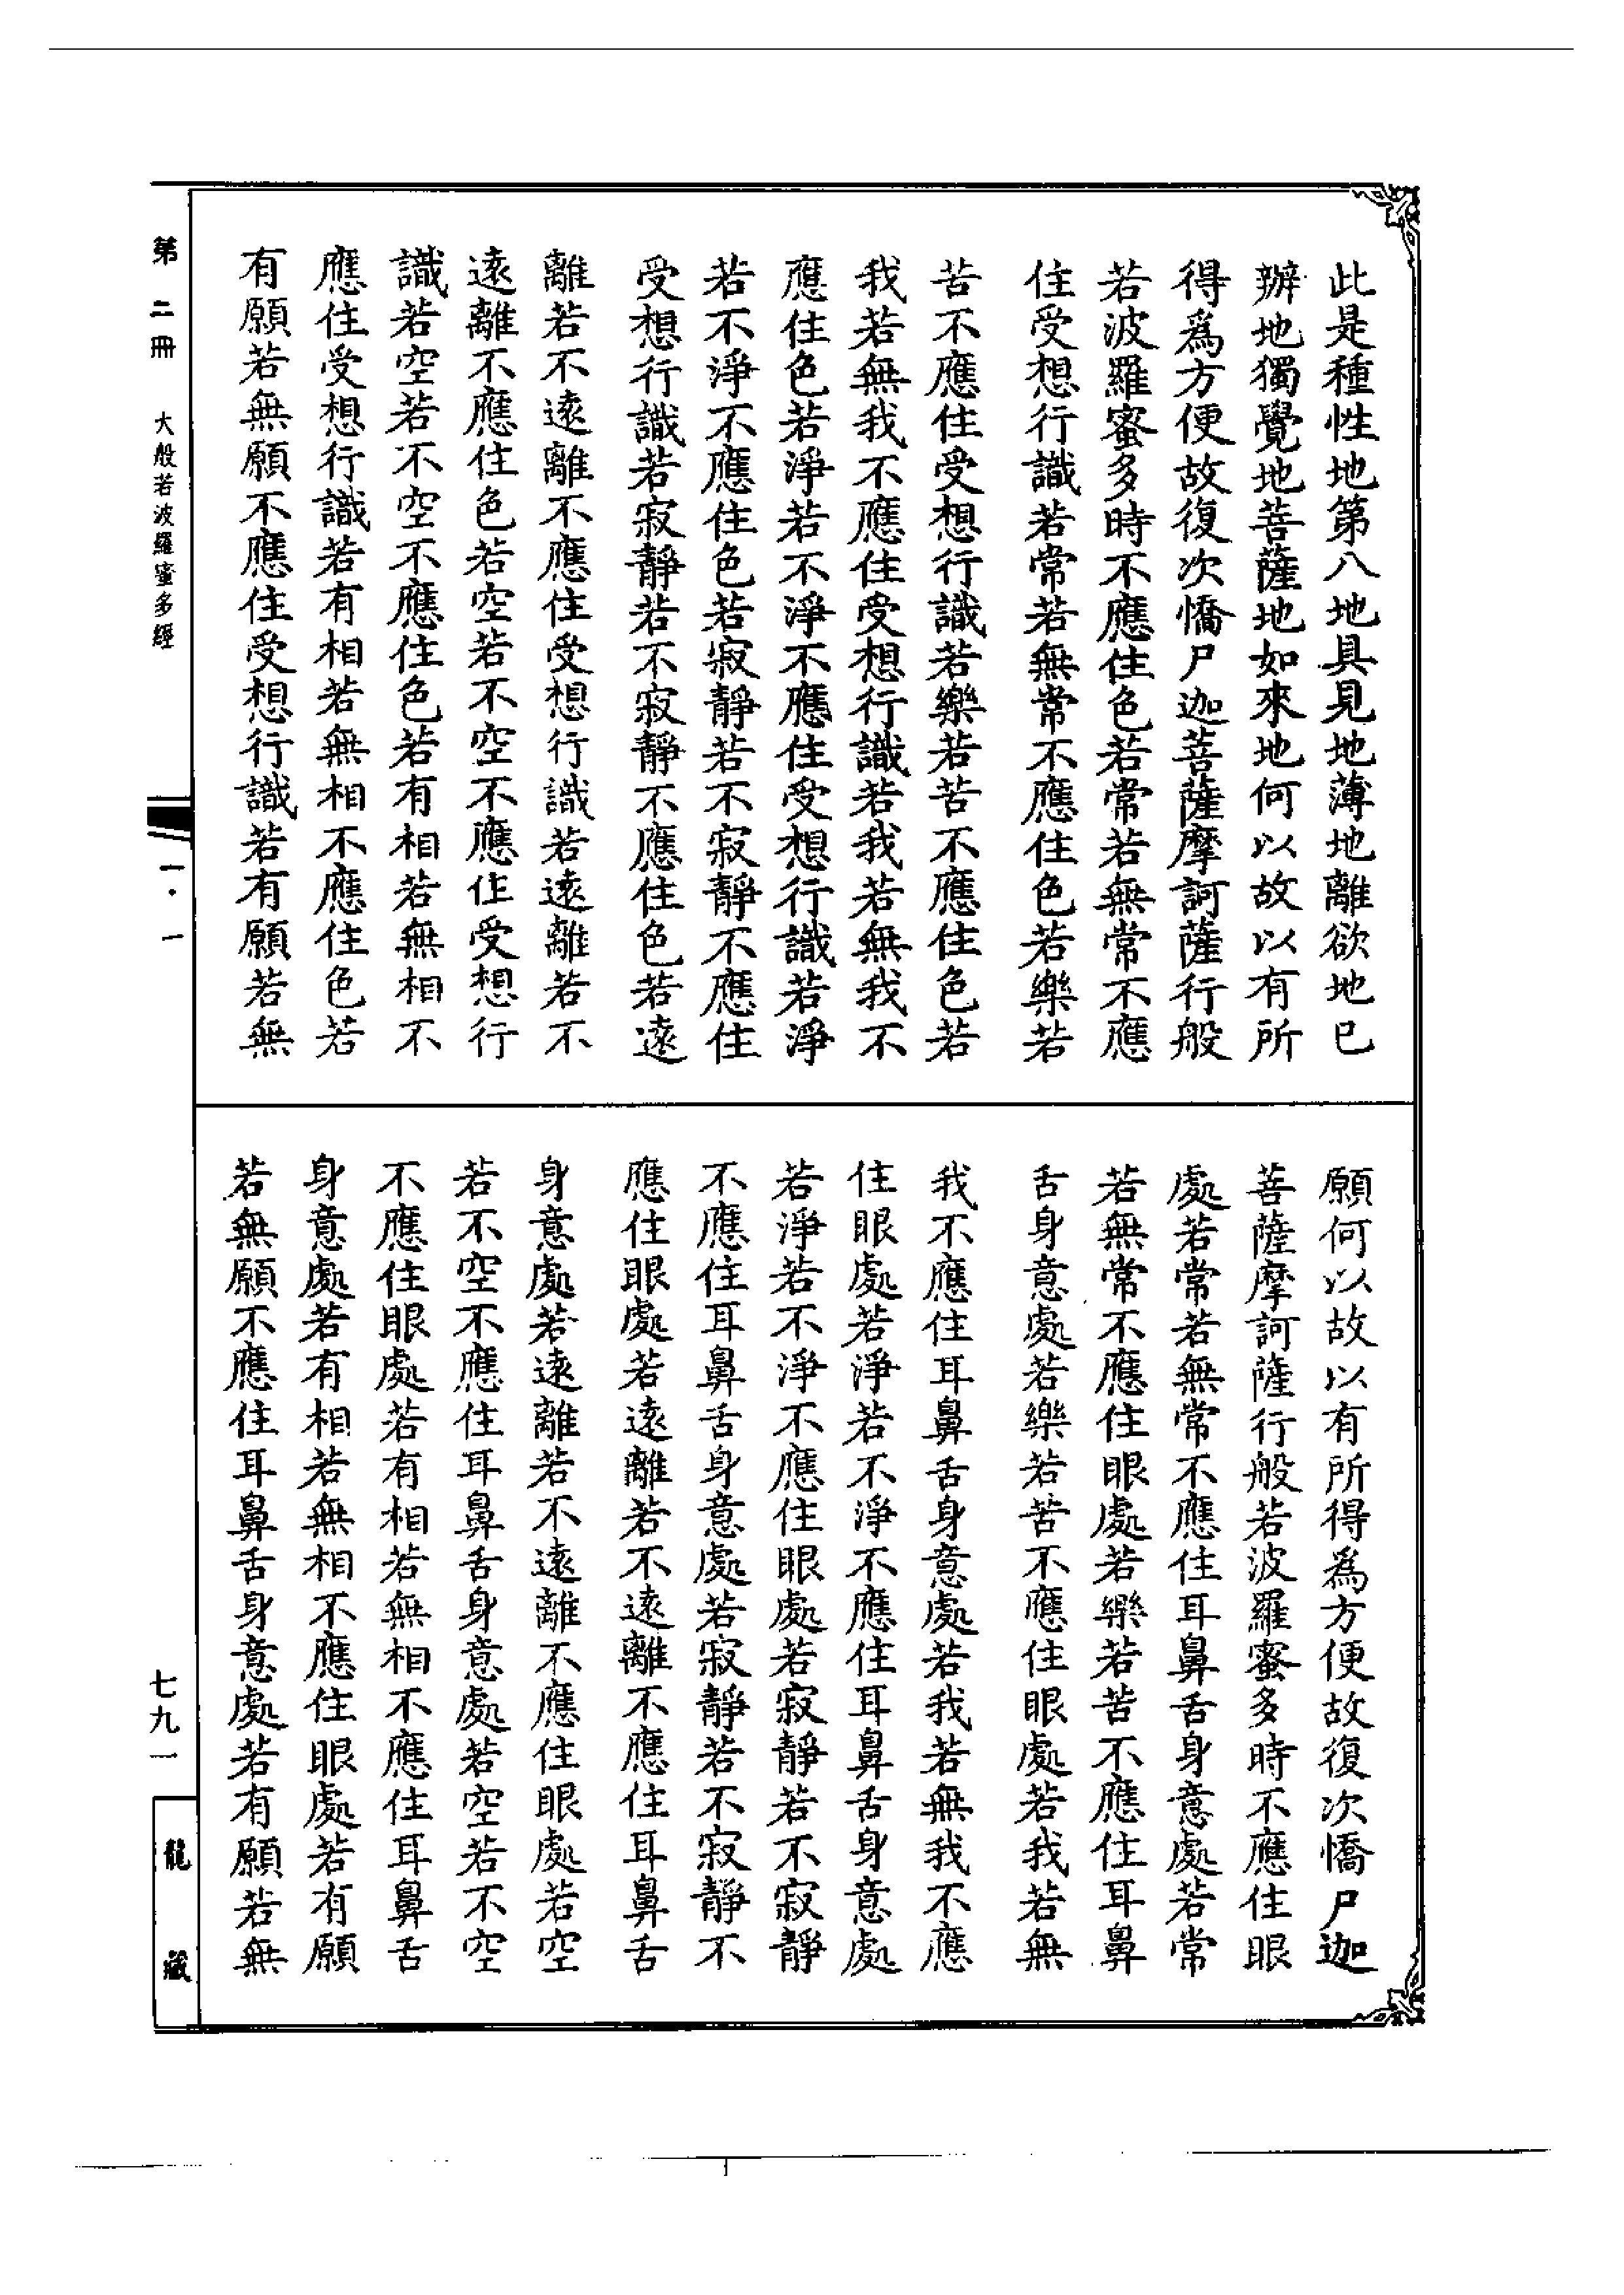 此是種性地第八地具見地薄地離欲地已
辦地獨覺地菩薩地如來地何以故以有所
得爲方便故復次憍尸迦菩薩摩訶薩行般
若波羅蜜多時不應住色若常若無常不應
住受想行識若常若無常不應住色若樂若
苦不應住受想行識若樂若苦不應住色若
我若無我不應住受想行識若我若無我不
應住色若淨若不淨不應住受想行識若淨
若不淨不應住色若寂靜若不寂靜不應住
受想行識若寂靜若不寂靜不應住色若遠
離若不遠離不應住受想行識若遠離若不
遠離不應住色若空若不空不應住受想行
識若空若不空不應住色若有相若無相不
應住受想行識若有相若無相不應住色若
有願若無願不應住受想行識若有願若無
願何以故以有所得為方便故復次憍尸迦
菩薩摩訶薩行般若波羅蜜多時不應住眼
處若常若無常不應住耳鼻舌身意處若常
若無常不應住眼處若樂若苦不應住耳鼻
舌身意處若樂若苦不應住眼處若我若無
我不應住耳鼻舌身意處若我若無我不應
住眼處若淨若不淨不應住耳鼻舌身意處
若淨若不淨不應住眼處若寂靜若不寂靜
不應住耳鼻舌身意處若寂靜若不寂靜不
應住眼處若遠離若不遠離不應住耳鼻舌
身意處若遠離若不遠離不應住眼處若空
若不空不應住耳鼻舌身意處若空若不空
不應住眼處若有相若無相不應住耳鼻舌
身意處若有相若無相不應住眼處若有願
若無願不應住耳鼻舌身意處若有願若無
第二冊 大般若波羅蜜多經 一·一 七九一 龍藏